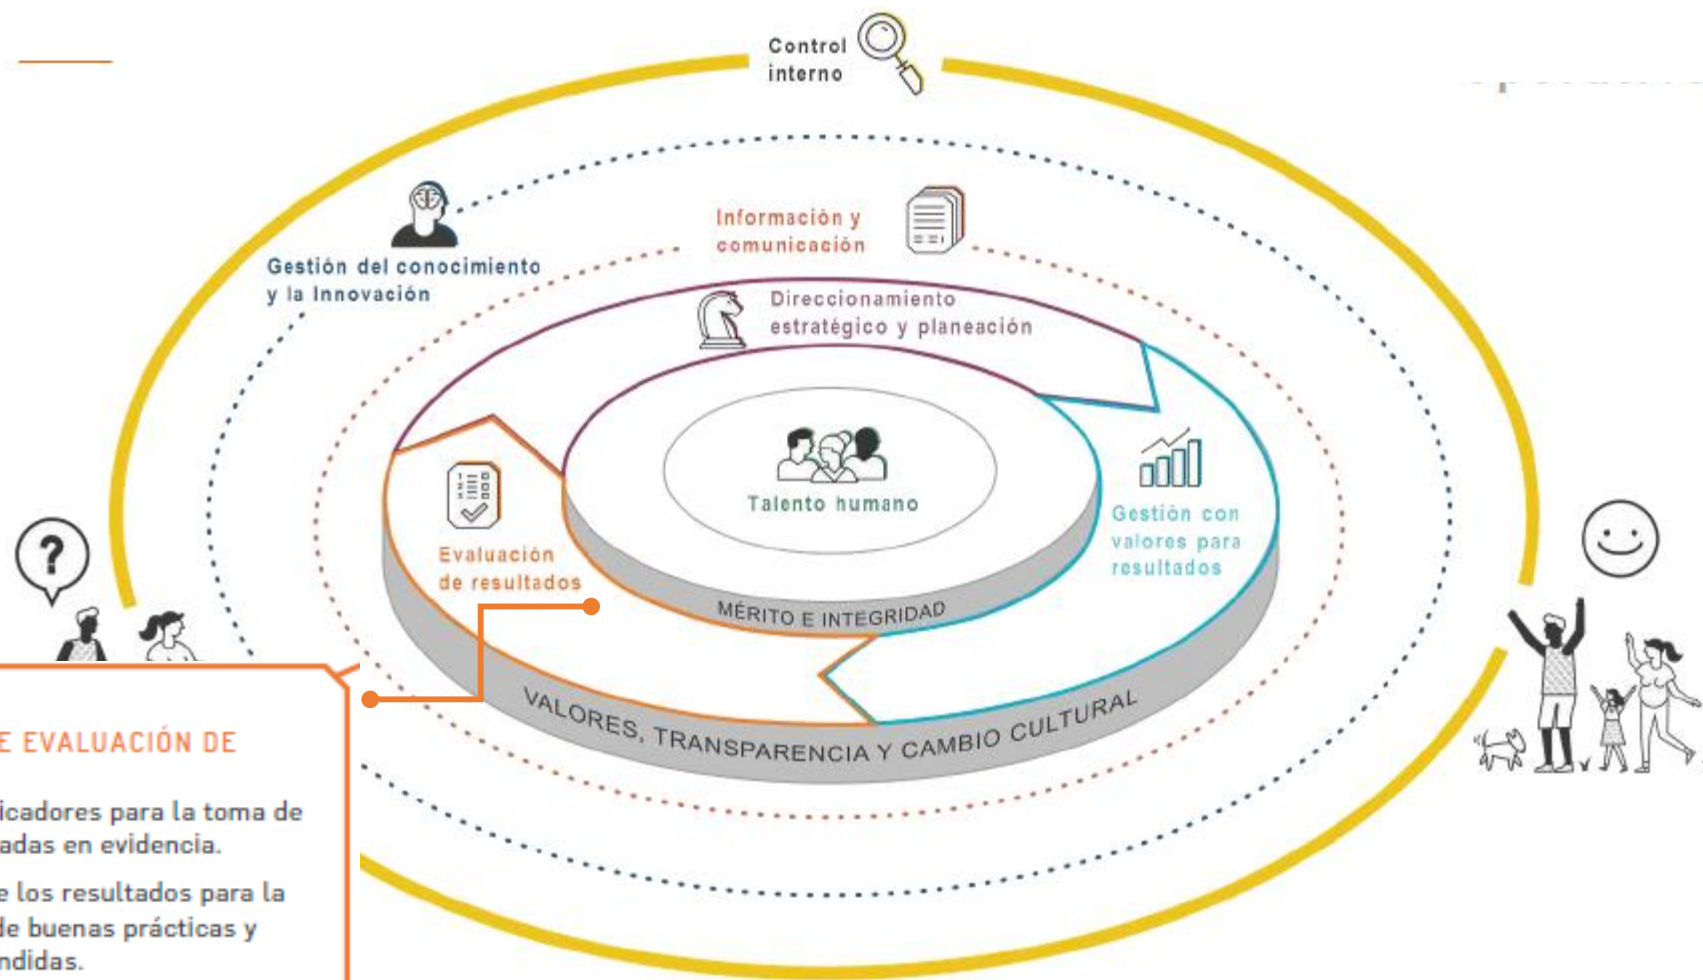 Control
interno
Información y
comunicación
Gestión del conocimiento
y la Innovación
Direccionamiento
estratégico y planeación
Talento humano
Gestión con
valores para
resultados
Evaluación
de resultados
MÉRITO E INTEGRIDAD
VALORES, TRANSPARENCIA Y CAMBIO CULTURAL
?
E EVALUACIÓN DE
icadores para la toma de
adas en evidencia.
e los resultados para la
de buenas prácticas y
ndidas.